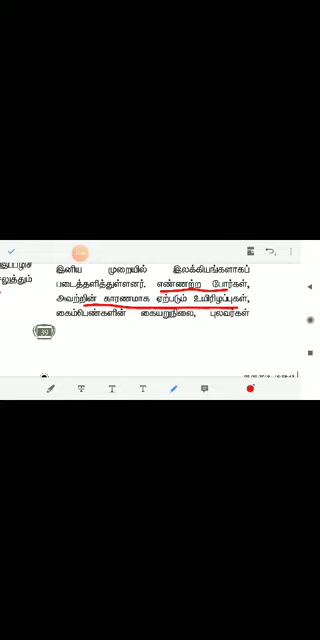 இனிய முறையில் இலக்கியங்களாகப்
படைத்தளித்துள்ளனர். எண்ணற்ற போர்கள்,
அவற்றின் காரணமாக ஏற்படும் உயிரிழப்புகள்,
கைம்பெண்களின் கையறுநிலை, புலவர்கள்